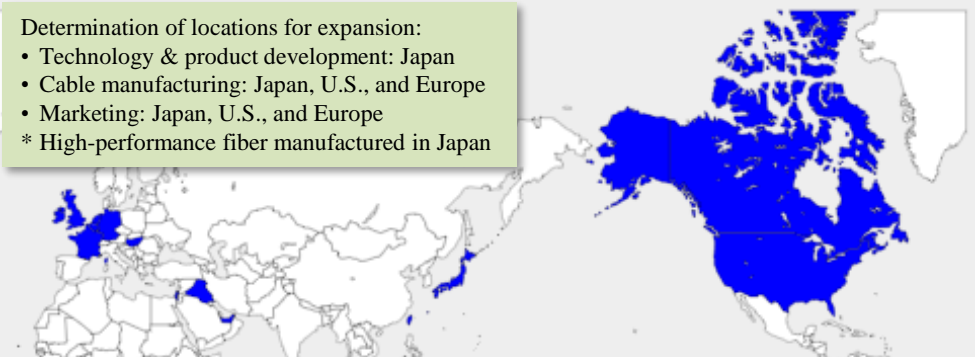 Determination of locations for expansion:
• Technology & product development: Japan
• Cable manufacturing: Japan, U.S., and Europe
• Marketing: Japan, U.S., and Europe
* High-performance fiber manufactured in Japan